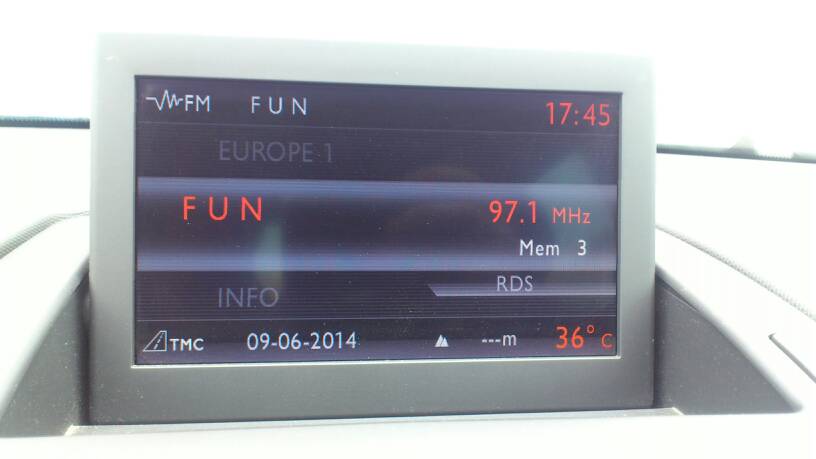 FM FUN 17:45
EUROPE 1
FUN 97.1 MHz
Mem 3
INFO RDS
TMC 09-06-2014 ---m 36° C